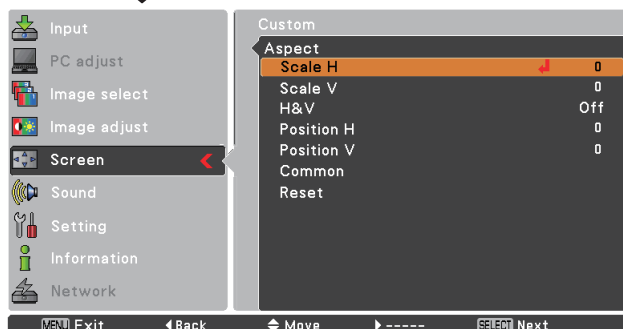 Input
PC adjust
Image select
Image adjust
Screen
Sound
Setting
Information
Network
Custom
Aspect
Scale H 0
Scale V 0
H&V Off
Position H 0
Position V 0
Common
Reset
MENU Exit Back Move ----- SELECT Next